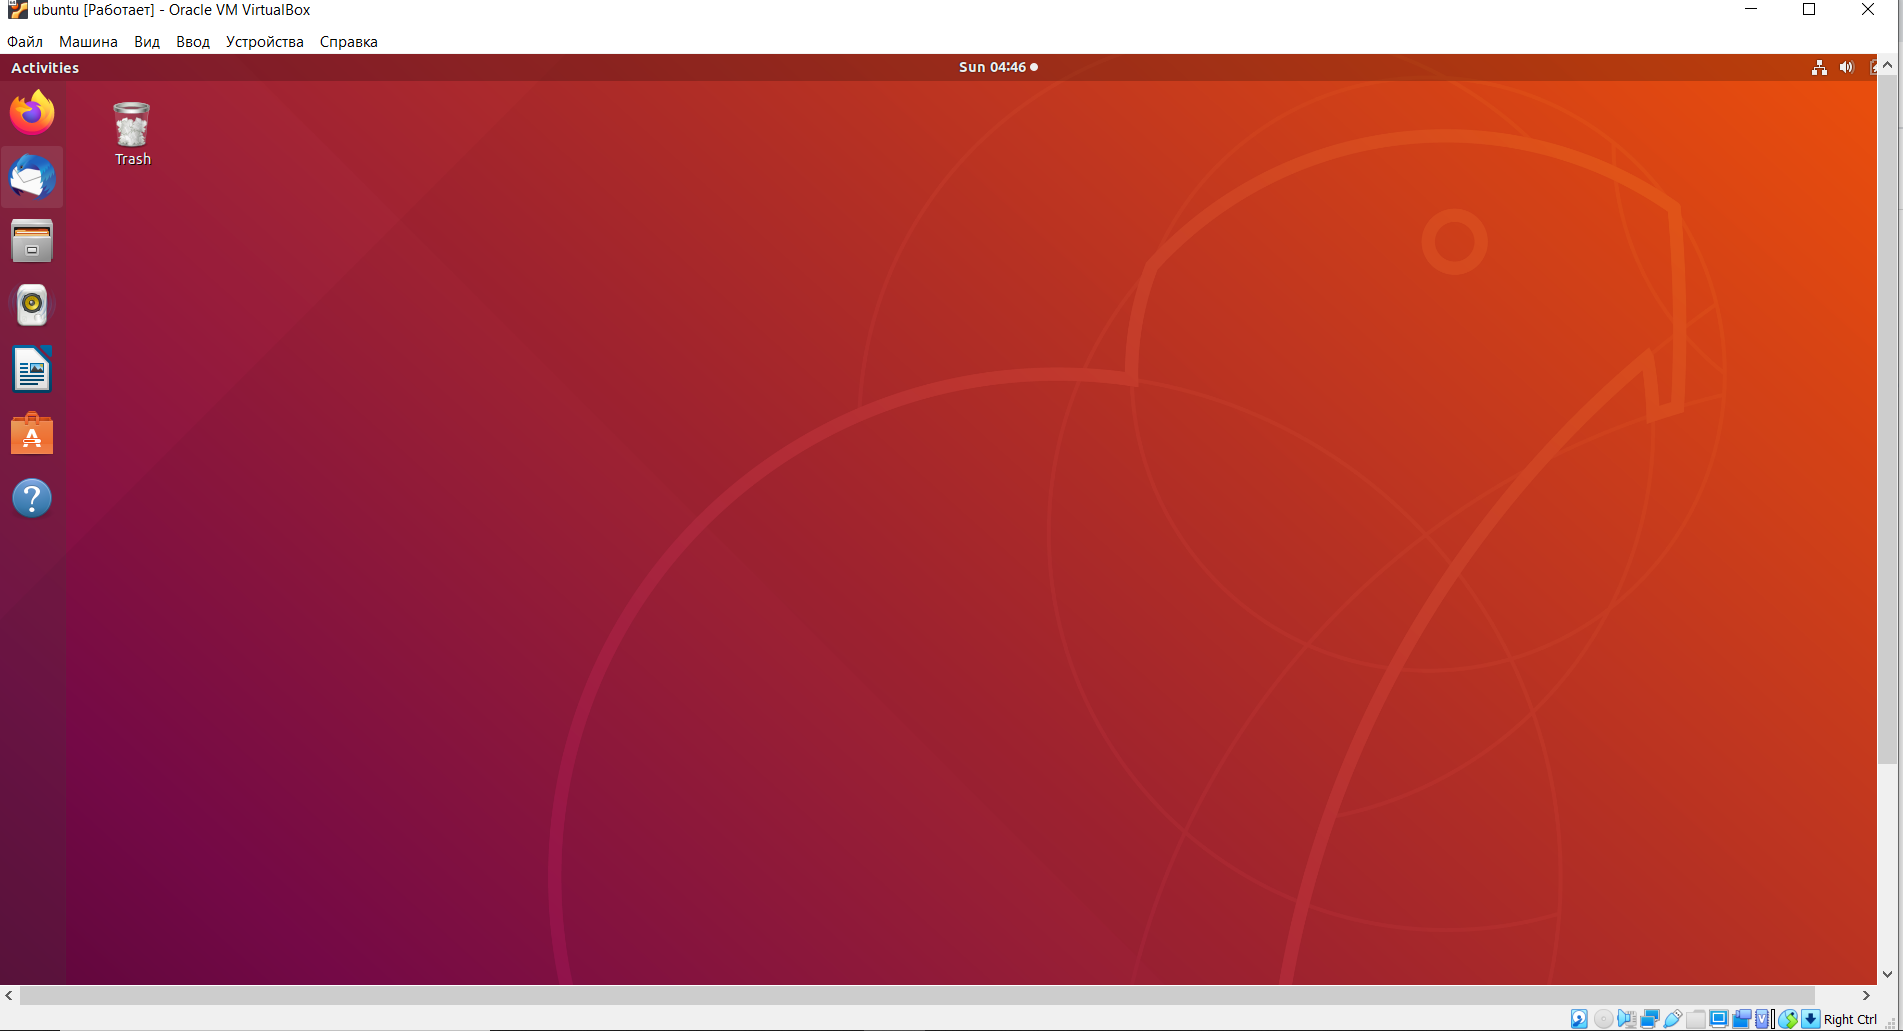 ubuntu [Работает] - Oracle VM VirtualBox
Файл Машина Вид Ввод Устройства Справка
Activities Sun 04:46
Trash
Right Ctrl